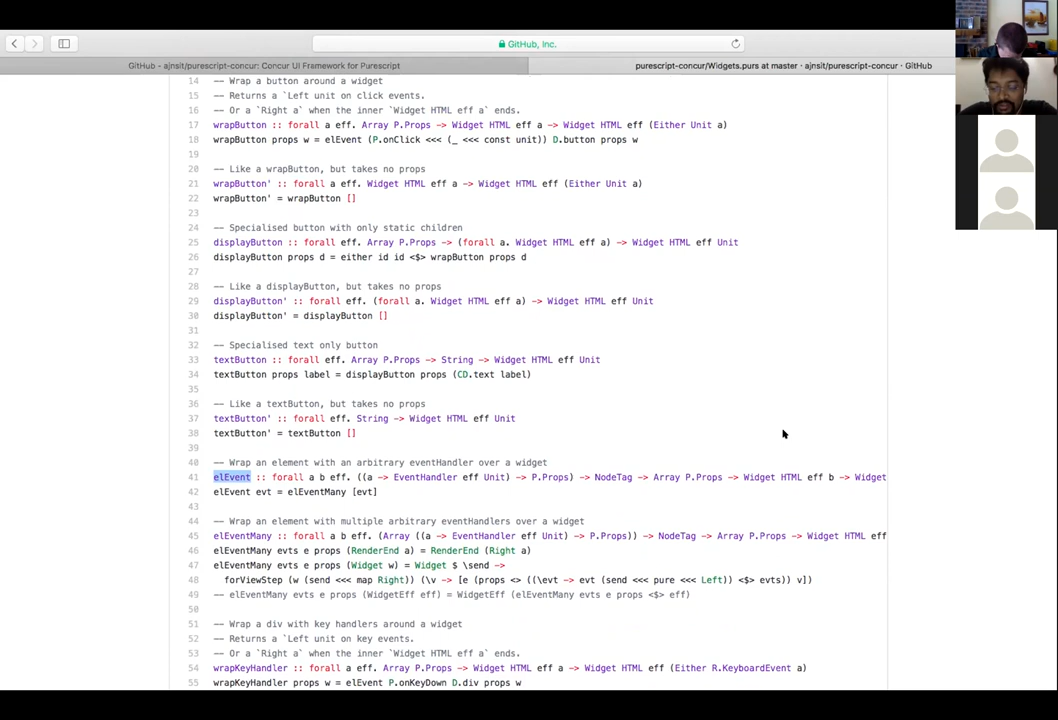 GitHub, Inc.
GitHub - ajnsit/purescript-concur: Concur UI Framework for Purescript
purescript-concur/Widgets.purs at master · ajnsit/purescript-concur · GitHub
14 -- Wrap a button around a widget
15 -- Returns a `Left unit on click events.
16 -- Or a `Right a` when the inner `Widget HTML eff a` ends.
17 wrapButton :: forall a eff. Array P.Props -> Widget HTML eff a -> Widget HTML eff (Either Unit a)
18 wrapButton props w = elEvent (P.onClick <<< (_ <<< const unit)) D.button props w
19
20 -- Like a wrapButton, but takes no props
21 wrapButton' :: forall a eff. Widget HTML eff a -> Widget HTML eff (Either Unit a)
22 wrapButton' = wrapButton []
23
24 -- Specialised button with only static children
25 displayButton :: forall eff. Array P.Props -> (forall a. Widget HTML eff a) -> Widget HTML eff Unit
26 displayButton props d = either id id <$> wrapButton props d
27
28 -- Like a displayButton, but takes no props
29 displayButton' :: forall eff. (forall a. Widget HTML eff a) -> Widget HTML eff Unit
30 displayButton' = displayButton []
31
32 -- Specialised text only button
33 textButton :: forall eff. Array P.Props -> String -> Widget HTML eff Unit
34 textButton props label = displayButton props (CD.text label)
35
36 -- Like a textButton, but takes no props
37 textButton' :: forall eff. String -> Widget HTML eff Unit
38 textButton' = textButton []
39
40 -- Wrap an element with an arbitrary eventHandler over a widget
41 elEvent :: forall a b eff. ((a -> EventHandler eff Unit) -> P.Props) -> NodeTag -> Array P.Props -> Widget HTML eff b -> Widget
42 elEvent evt = elEventMany [evt]
43
44 -- Wrap an element with multiple arbitrary eventHandlers over a widget
45 elEventMany :: forall a b eff. (Array ((a -> EventHandler eff Unit) -> P.Props)) -> NodeTag -> Array P.Props -> Widget HTML eff
46 elEventMany evts e props (RenderEnd a) = RenderEnd (Right a)
47 elEventMany evts e props (Widget w) = Widget $ \send ->
48 forViewStep (w (send <<< map Right)) (\v -> [e (props <> ((\evt -> evt (send <<< pure <<< Left)) <$> evts)) v])
49 -- elEventMany evts e props (WidgetEff eff) = WidgetEff (elEventMany evts e props <$> eff)
50
51 -- Wrap a div with key handlers around a widget
52 -- Returns a `Left unit on key events.
53 -- Or a `Right a` when the inner `Widget HTML eff a` ends.
54 wrapKeyHandler :: forall a eff. Array P.Props -> Widget HTML eff a -> Widget HTML eff (Either R.KeyboardEvent a)
55 wrapKeyHandler props w = elEvent P.onKeyDown D.div props w